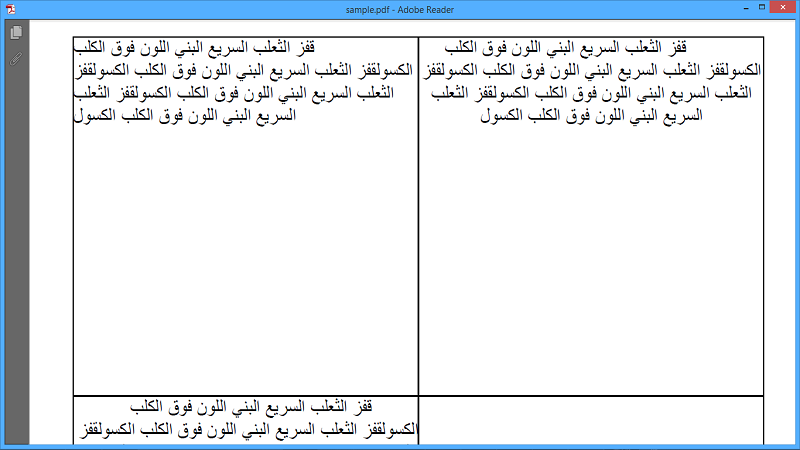 sample.pdf - Adobe Reader
قفز الثعلب السريع البني اللون فوق الكلب
الكسولقفز الثعلب السريع البني اللون فوق الكلب الكسولقفز
الثعلب السريع البني اللون فوق الكلب الكسولقفز الثعلب
السريع البني اللون فوق الكلب الكسول
قفز الثعلب السريع البني اللون فوق الكلب
الكسولقفز الثعلب السريع البني اللون فوق الكلب الكسولقفز
الثعلب السريع البني اللون فوق الكلب الكسولقفز الثعلب
السريع البني اللون فوق الكلب الكسول
قفز الثعلب السريع البني اللون فوق الكلب
الكسولقفز الثعلب السريع البني اللون فوق الكلب الكسولقفز